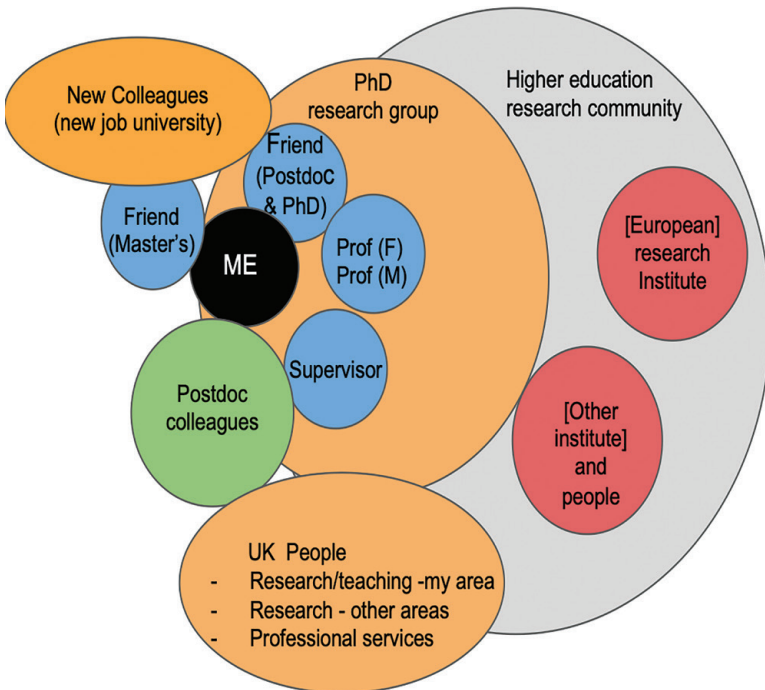 New Colleagues
(new job university)
PhD
research group
Higher education
research community
Friend
(Postdoc
& PhD)
Friend
(Master's)
ME
Prof (F)
Prof (M)
[European]
research
Institute
Supervisor
Postdoc
colleagues
[Other
institute]
and
people
UK People
- Research/teaching -my area
- Research - other areas
- Professional services